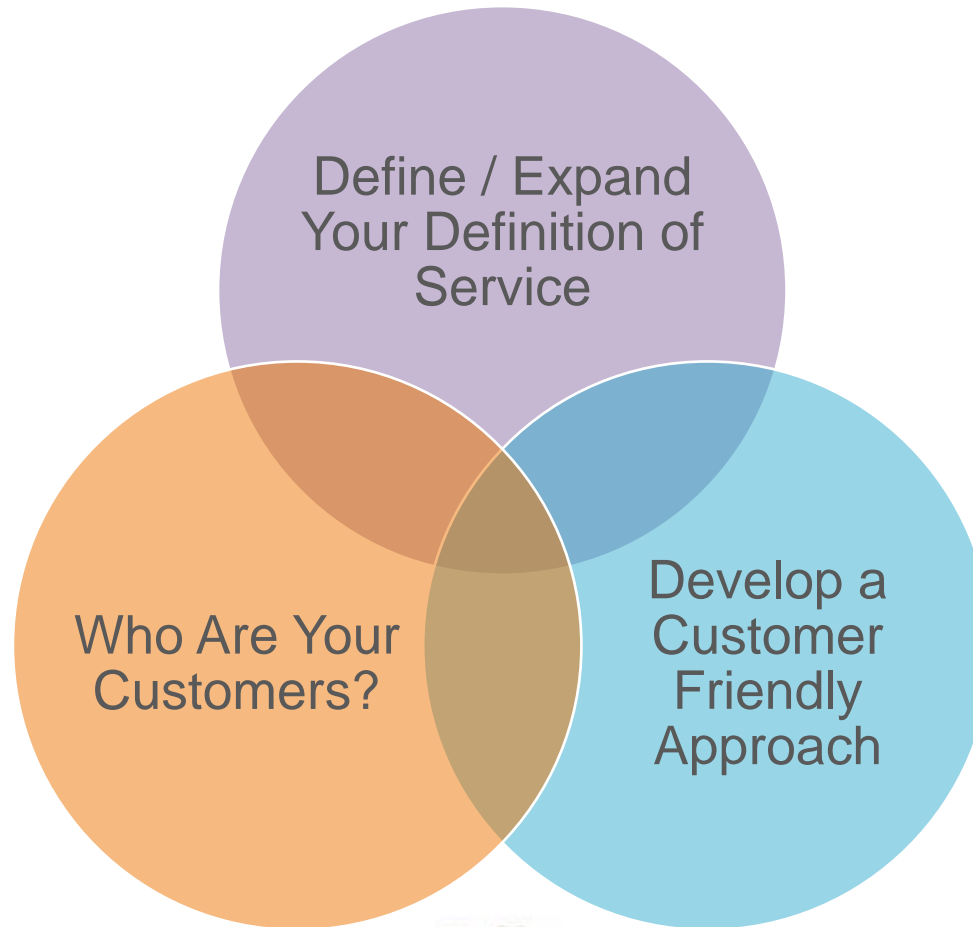 Define / Expand
Your Definition of
Service
Who Are Your
Customers?
Develop a
Customer
Friendly
Approach